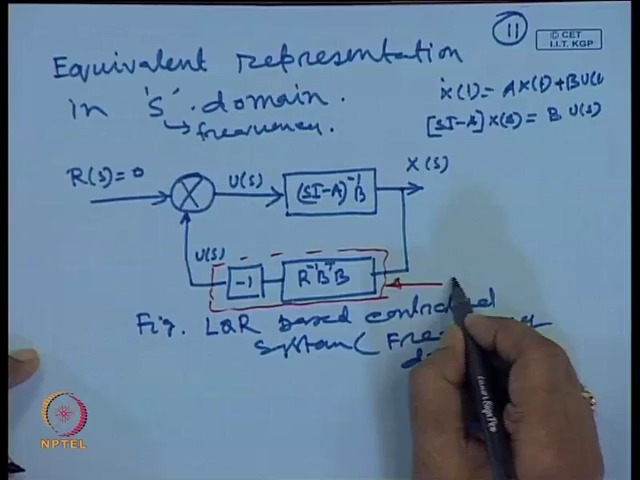 11
© CET
I.I.T. KGP
Equivalent representation
in 's' domain.
frequency.
Ẋ(t) = AX(t) + BU(t
[SI-A] X(s) = B U(s)
R(s)=0
U(s)
(SI-A)⁻¹B
X(s)
U(s)
-1
R⁻¹BᵀB
Fig. LQR based controlled
system (Fre
NPTEL